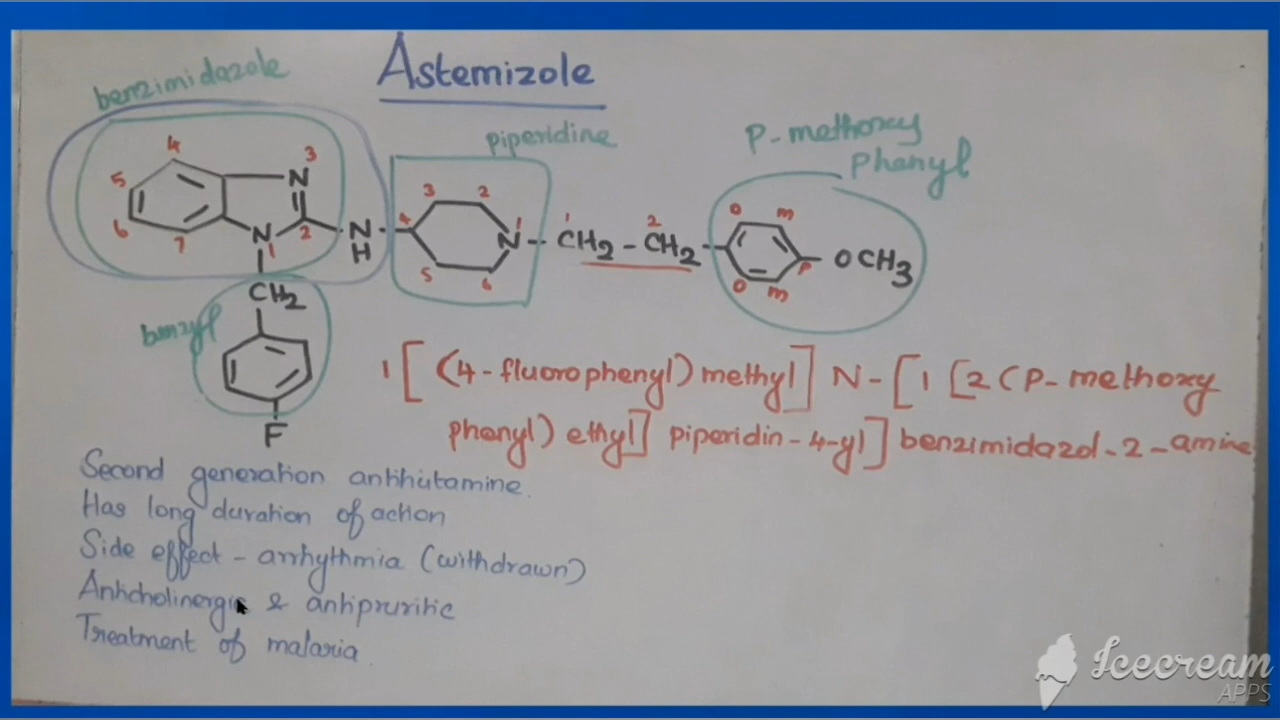 Astemizole
benzimidazole
piperidine
P-methoxy
phenyl
4
3
5
6
7
N
N
1
2
N
H
3
2
4
5
6
1
N
1
2
CH2 - CH2
O
m
O
m
P
OCH3
CH2
benzyl
F
1 [ (4-fluorophenyl) methyl ] N - [ 1 [ 2 ( P - methoxy
phenyl) ethyl ] piperidin - 4-yl ] benzimidazol - 2 - amine
Second generation antihistamine.
Has long duration of action
Side effect - arrhythmia (withdrawn)
Anticholinergic & antipruritic
Treatment of malaria
Icecream
APPS